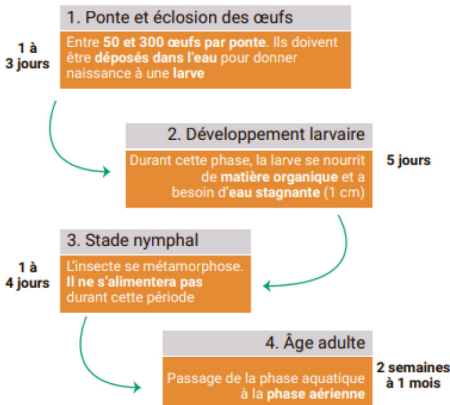 1. Ponte et éclosion des œufs
1 à
3 jours
Entre 50 et 300 œufs par ponte. Ils doivent
être déposés dans l'eau pour donner
naissance à une larve
2. Développement larvaire
Durant cette phase, la larve se nourrit
de matière organique et a
besoin d'eau stagnante (1 cm)
5 jours
3. Stade nymphal
1 à
4 jours
L'insecte se métamorphose.
Il ne s'alimentera pas
durant cette période
4. Âge adulte
Passage de la phase aquatique
à la phase aérienne
2 semaines
à 1 mois